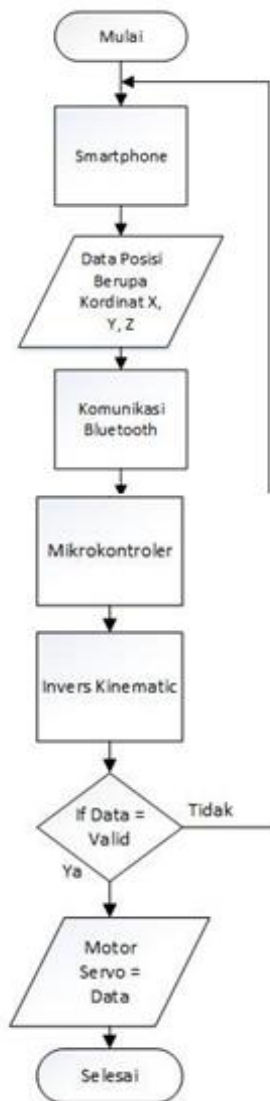 Mulai
Smartphone
Data Posisi
Berupa
Kordinat X,
Y, Z
Komunikasi
Bluetooth
Mikrokontroler
Invers Kinematic
If Data =
Valid
Tidak
Ya
Motor
Servo =
Data
Selesai